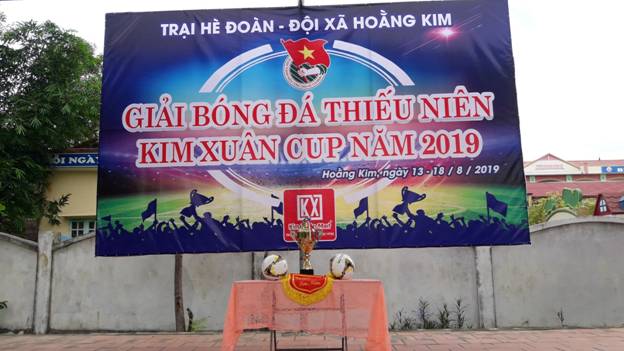 TRẠI HÈ ĐOÀN - ĐỘI XÃ HOẰNG KIM
GIẢI BÓNG ĐÁ THIẾU NIÊN
KIM XUÂN CUP NĂM 2019
Hoằng Kim, ngày 13 - 18 / 8 / 2019
KX